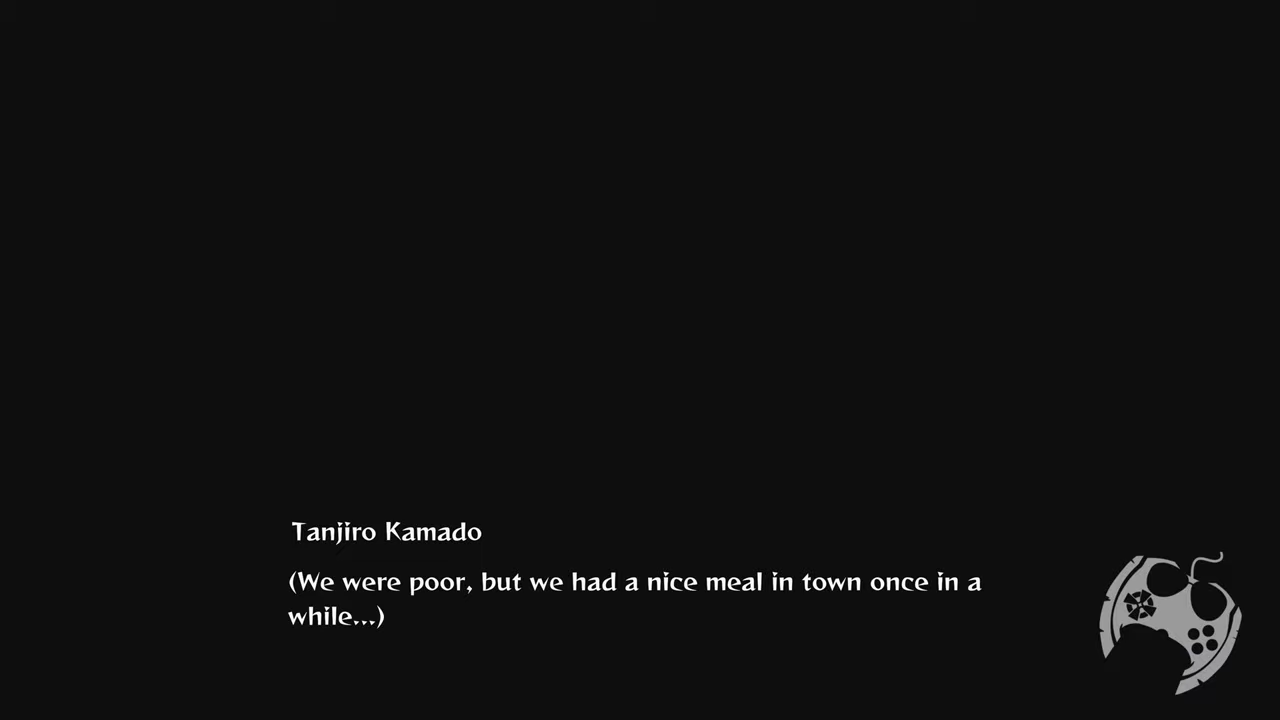 Tanjiro Kamado
(We were poor, but we had a nice meal in town once in a
while...)